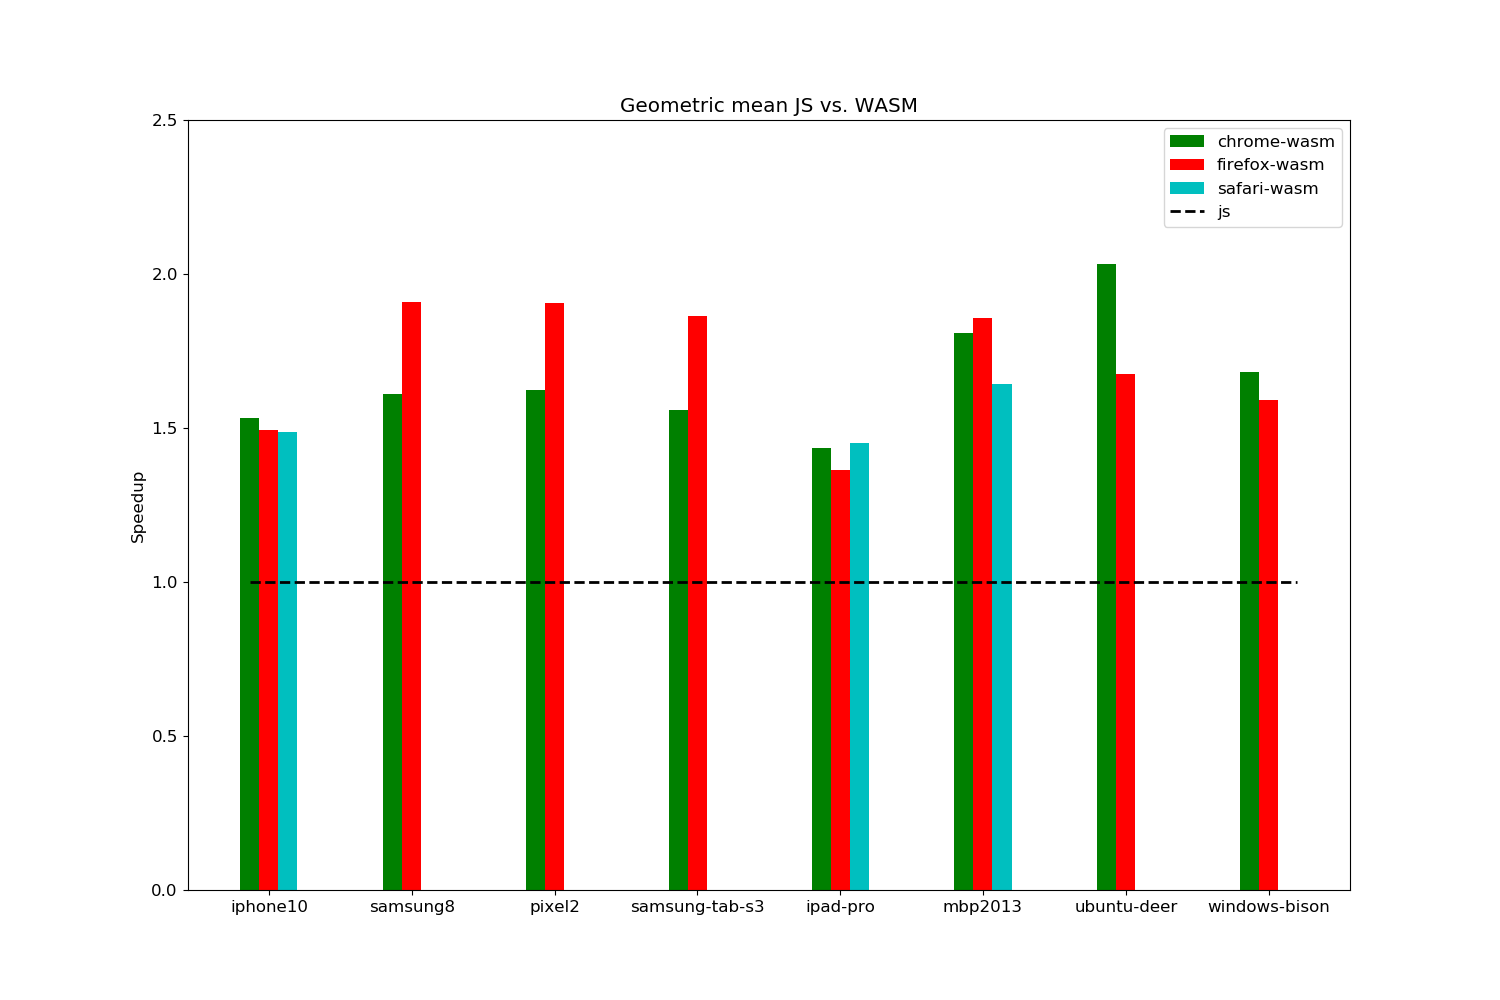 Geometric mean JS vs. WASM
2.5
2.0
1.5
1.0
0.5
0.0
Speedup
chrome-wasm
firefox-wasm
safari-wasm
js
iphone10
samsung8
pixel2
samsung-tab-s3
ipad-pro
mbp2013
ubuntu-deer
windows-bison